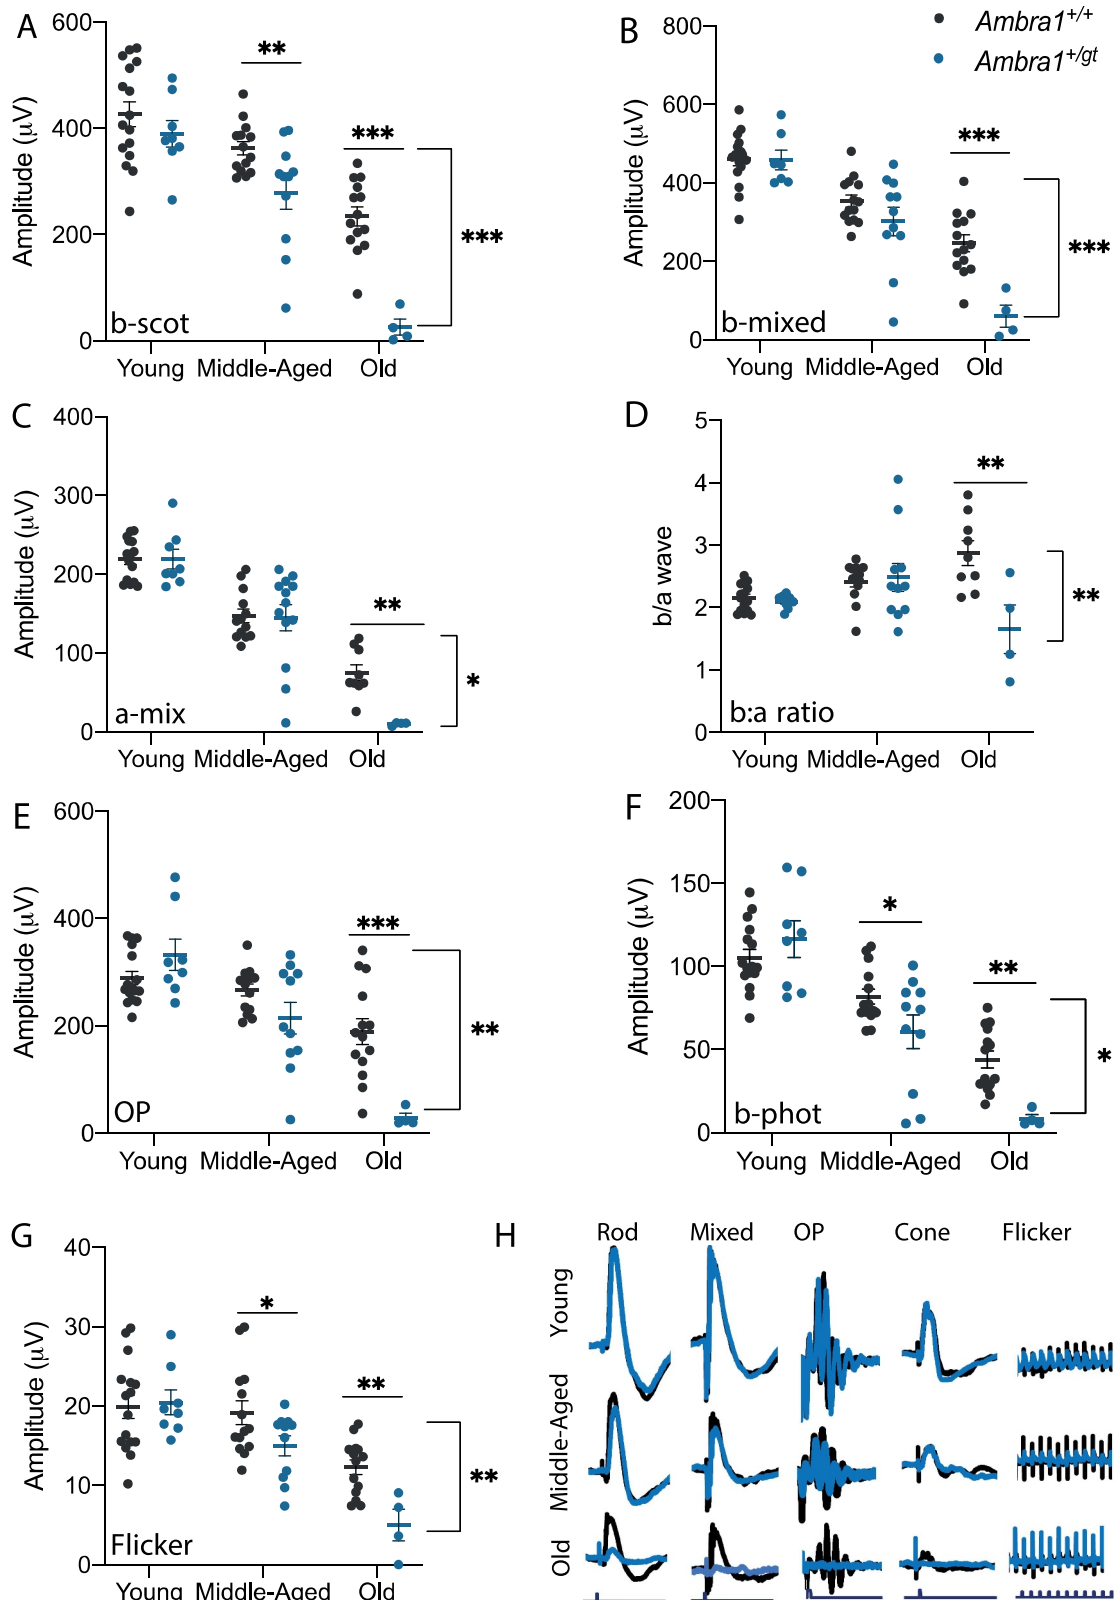 A
600
400
200
0
Amplitude (μV)
**
***
***
b-scot
Young Middle-Aged Old
B
800
600
400
200
0
Amplitude (μV)
Ambra1+/+
Ambra1+/gt
***
***
b-mixed
Young Middle-Aged Old
C
400
300
200
100
0
Amplitude (μV)
**
*
a-mix
Young Middle-Aged Old
D
5
4
3
2
1
0
b/a wave
**
**
b:a ratio
Young Middle-Aged Old
E
600
400
200
0
Amplitude (μV)
***
**
OP
Young Middle-Aged Old
F
200
150
100
50
0
Amplitude (μV)
*
**
*
b-phot
Young Middle-Aged Old
G
40
30
20
10
0
Amplitude (μV)
*
**
**
Flicker
Young Middle-Aged Old
H
Rod Mixed OP Cone Flicker
Young
Middle-Aged
Old